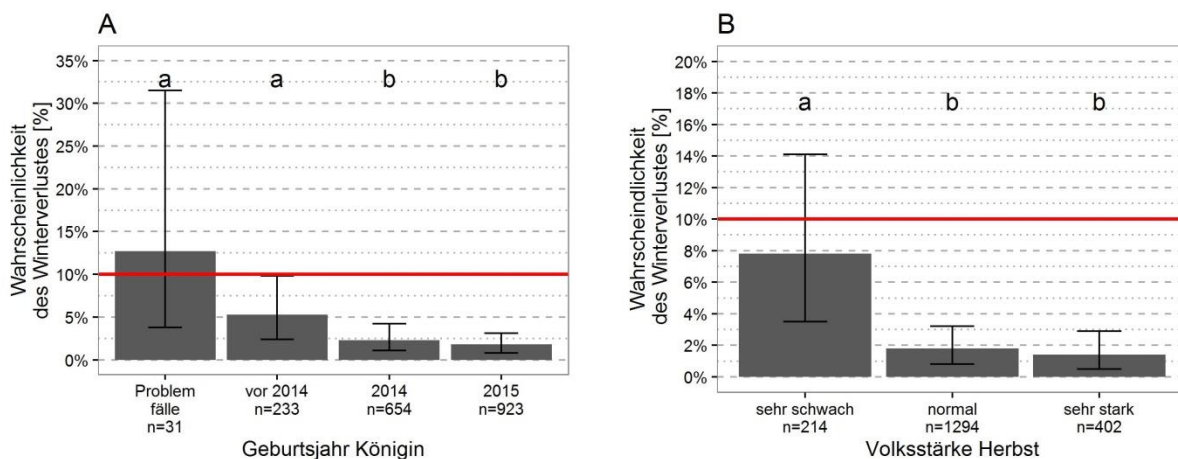 A
Wahrscheinlichkeit
des Winterverlustes [%]
35%
30%
25%
20%
15%
10%
5%
0%
a
a
b
b
Problem
fälle
n=31
vor 2014
n=233
2014
n=654
2015
n=923
Geburtsjahr Königin
B
Wahrscheindlichkeit
des Winterverlustes [%]
20%
18%
16%
14%
12%
10%
8%
6%
4%
2%
0%
a
b
b
sehr schwach
n=214
normal
n=1294
sehr stark
n=402
Volksstärke Herbst